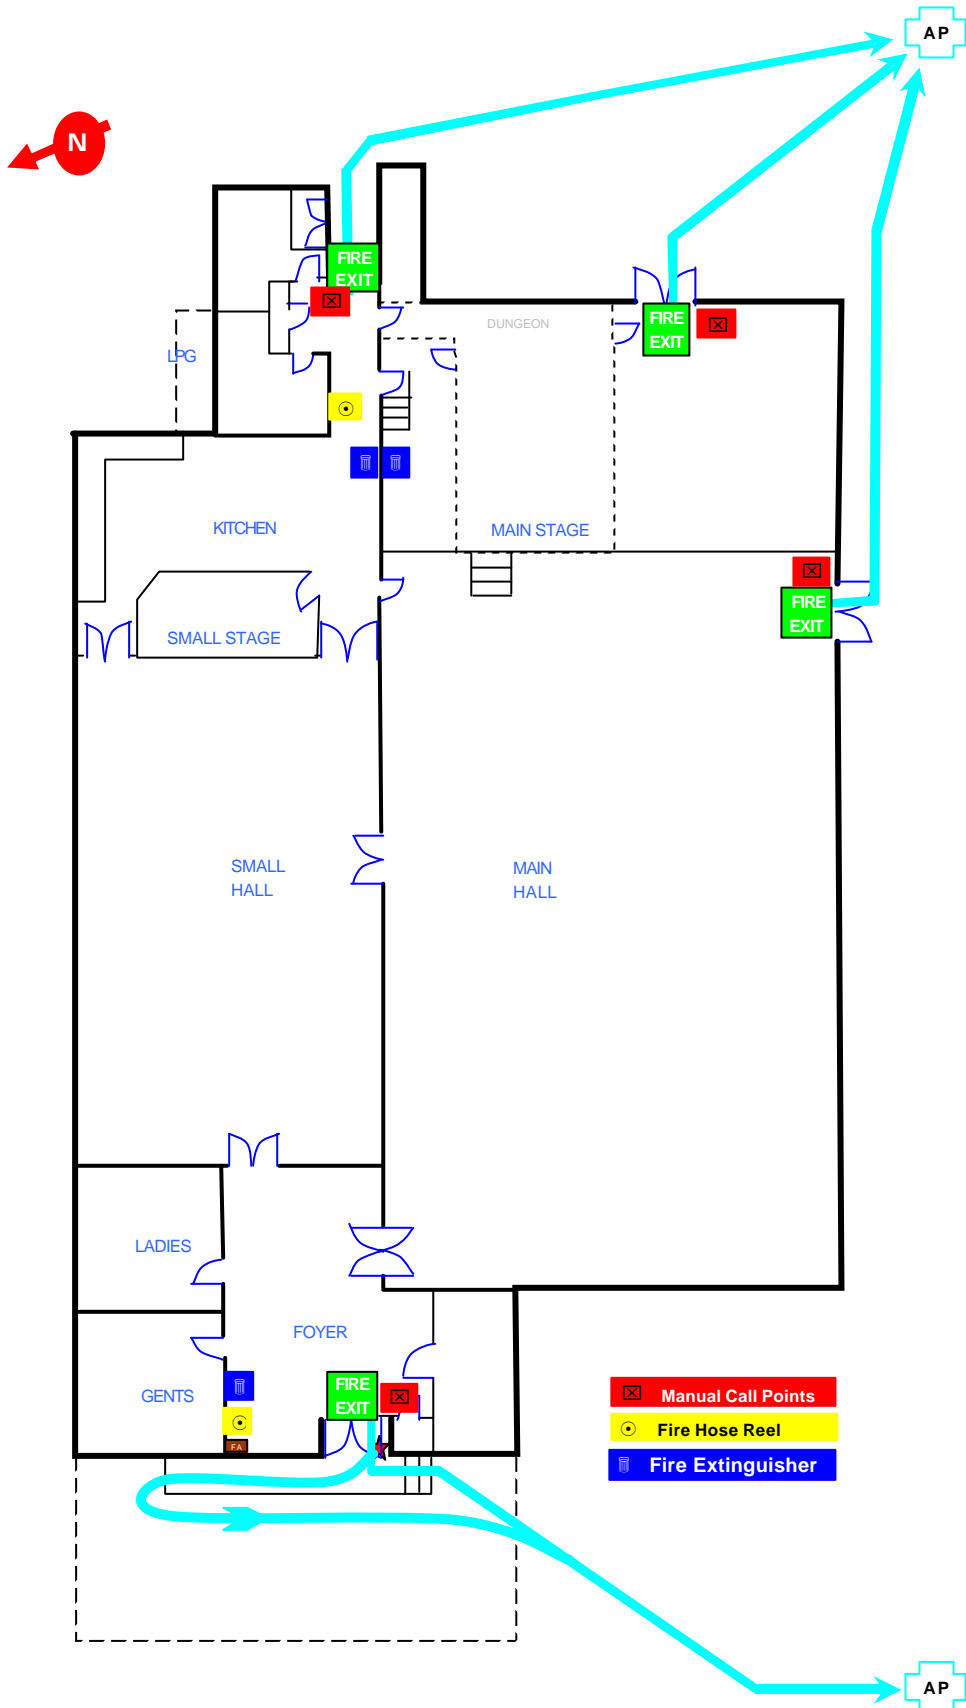 AP
N
FIRE
EXIT
DUNGEON
FIRE
EXIT
LPG
KITCHEN
MAIN STAGE
FIRE
EXIT
SMALL STAGE
SMALL
HALL
MAIN
HALL
LADIES
FOYER
GENTS
FIRE
EXIT
FA
Manual Call Points
Fire Hose Reel
Fire Extinguisher
AP